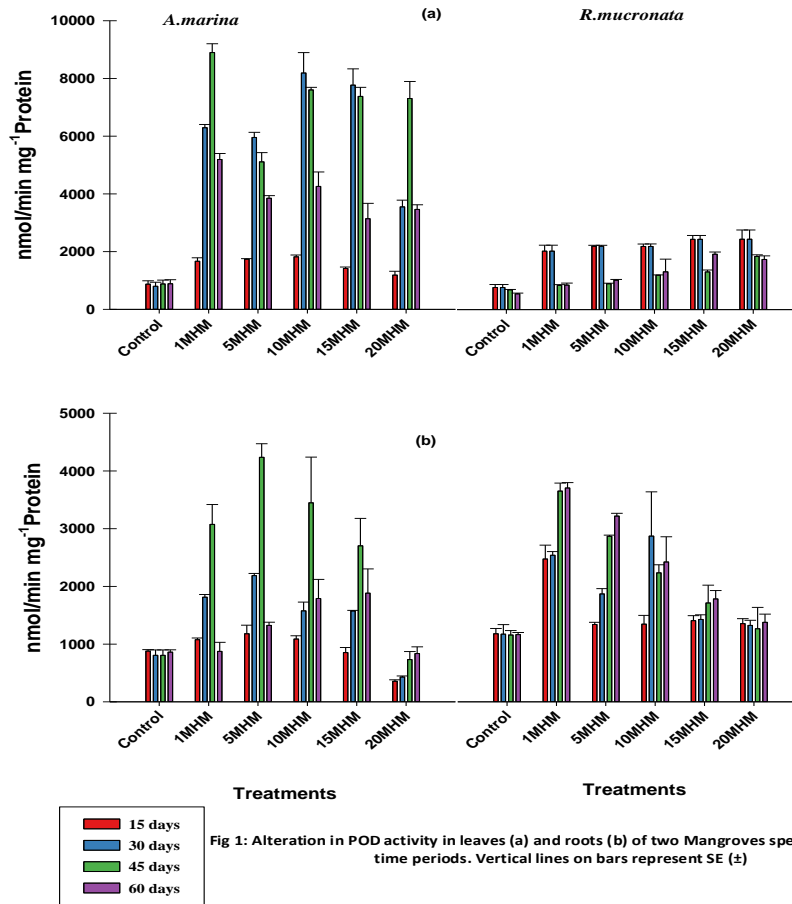 A.marina
(a)
R.mucronata
10000
8000
6000
4000
2000
0
nmol/min mg⁻¹Protein
Control
1MHM
5MHM
10MHM
15MHM
20MHM
Control
1MHM
5MHM
10MHM
15MHM
20MHM
(b)
5000
4000
3000
2000
1000
0
nmol/min mg⁻¹Protein
Control
1MHM
5MHM
10MHM
15MHM
20MHM
Control
1MHM
5MHM
10MHM
15MHM
20MHM
Treatments
Treatments
15 days
30 days
45 days
60 days
Fig 1: Alteration in POD activity in leaves (a) and roots (b) of two Mangroves spe
time periods. Vertical lines on bars represent SE (±)